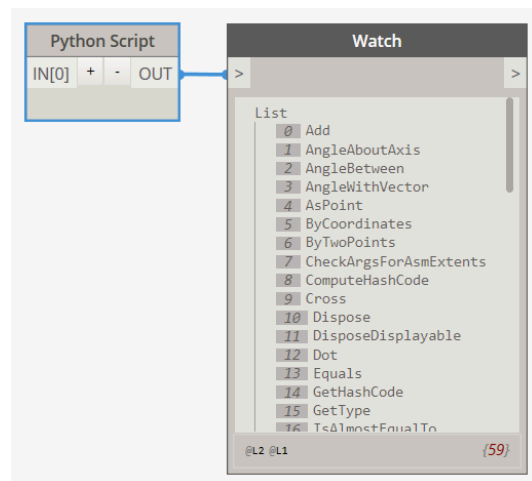 Python Script
IN[0] + - OUT
Watch
> >
List
0 Add
1 AngleAboutAxis
2 AngleBetween
3 AngleWithVector
4 AsPoint
5 ByCoordinates
6 ByTwoPoints
7 CheckArgsForAsmExtents
8 ComputeHashCode
9 Cross
10 Dispose
11 DisposeDisplayable
12 Dot
13 Equals
14 GetHashCode
15 GetType
16 IsAlmostEqualTo
@L2 @L1 {59}